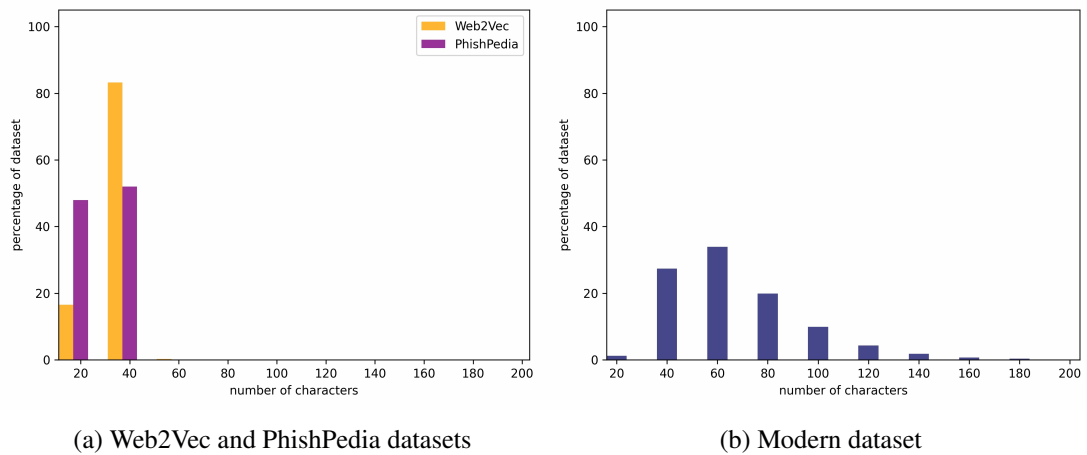 100
80
60
40
20
0
percentage of dataset
Web2Vec
PhishPedia
20 40 60 80 100 120 140 160 180 200
number of characters
(a) Web2Vec and PhishPedia datasets
100
80
60
40
20
0
percentage of dataset
20 40 60 80 100 120 140 160 180 200
number of characters
(b) Modern dataset